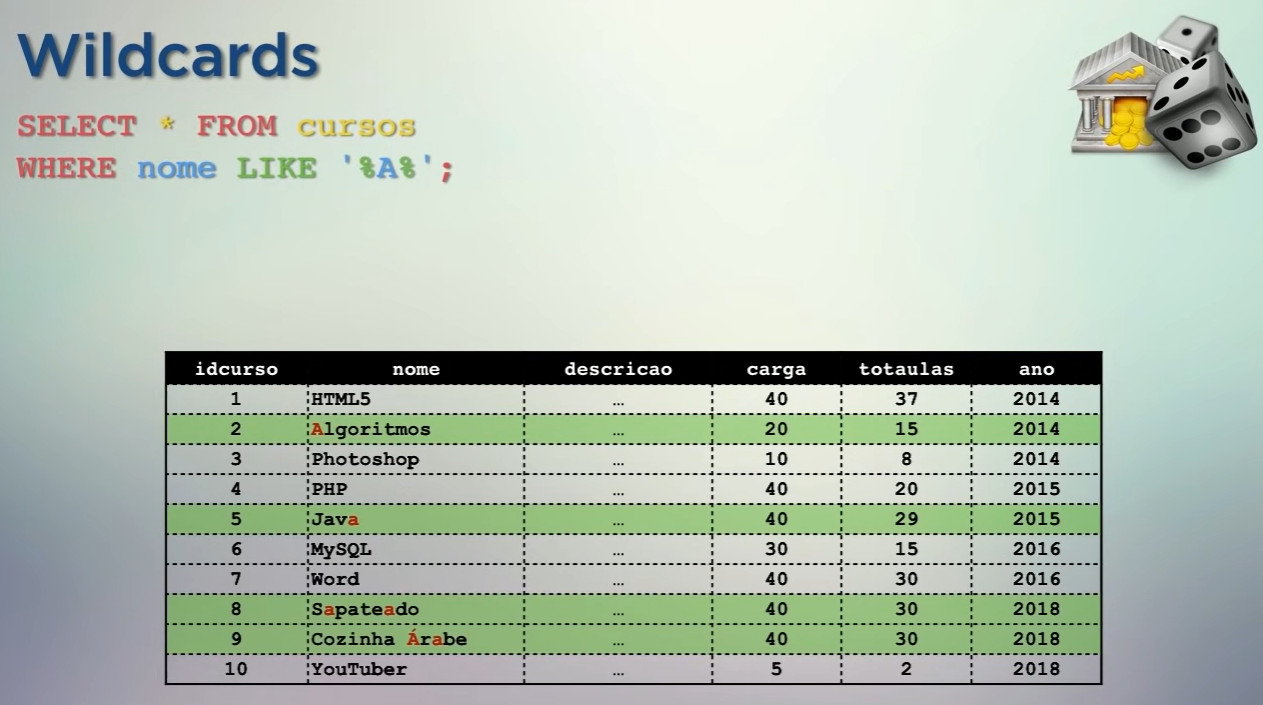 Wildcards
SELECT * FROM cursos
WHERE nome LIKE '%A%';
idcurso nome descricao carga totaulas ano
1 HTML5 … 40 37 2014
2 Algoritmos … 20 15 2014
3 Photoshop … 10 8 2014
4 PHP … 40 20 2015
5 Java … 40 29 2015
6 MySQL … 30 15 2016
7 Word … 40 30 2016
8 Sapateado … 40 30 2018
9 Cozinha Árabe … 40 30 2018
10 YouTuber … 5 2 2018